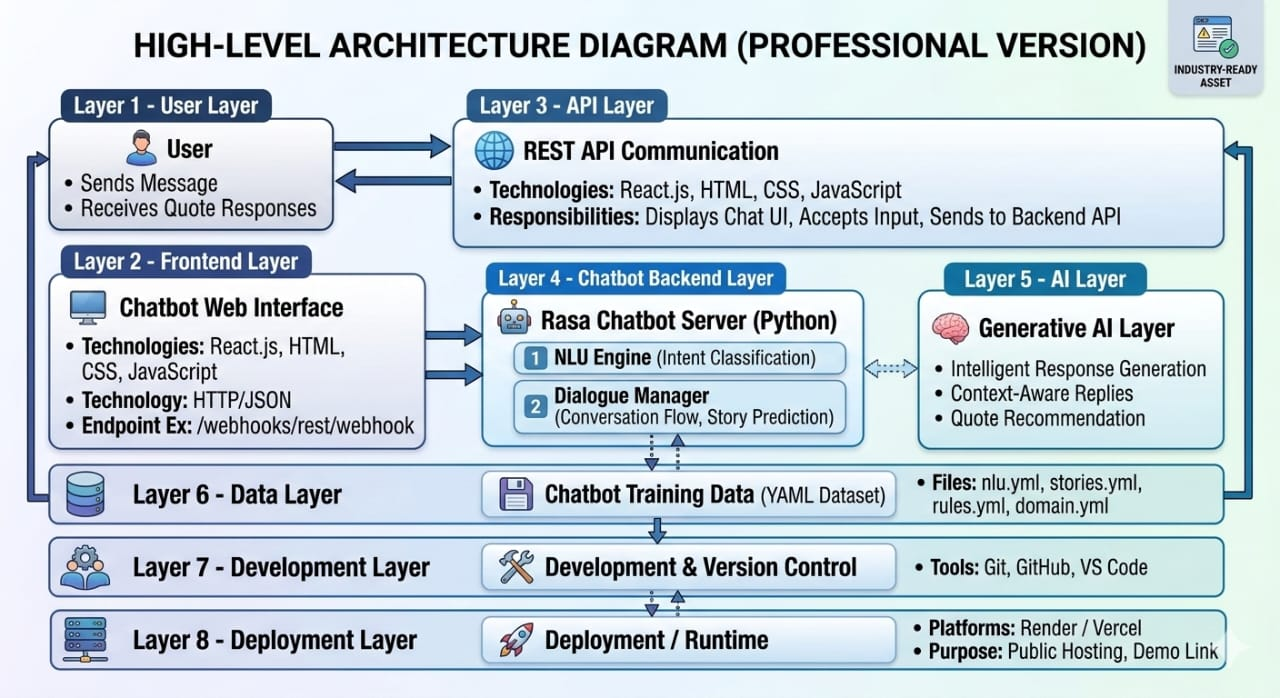 HIGH-LEVEL ARCHITECTURE DIAGRAM (PROFESSIONAL VERSION)
INDUSTRY-READY
ASSET
Layer 1 - User Layer
User
• Sends Message
• Receives Quote Responses
Layer 3 - API Layer
REST API Communication
• Technologies: React.js, HTML, CSS, JavaScript
• Responsibilities: Displays Chat UI, Accepts Input, Sends to Backend API
Layer 2 - Frontend Layer
Chatbot Web Interface
• Technologies: React.js, HTML,
CSS, JavaScript
• Technology: HTTP/JSON
• Endpoint Ex: /webhooks/rest/webhook
Layer 4 - Chatbot Backend Layer
Rasa Chatbot Server (Python)
1 NLU Engine (Intent Classification)
2 Dialogue Manager
(Conversation Flow, Story Prediction)
Layer 5 - AI Layer
Generative AI Layer
• Intelligent Response Generation
• Context-Aware Replies
• Quote Recommendation
Layer 6 - Data Layer
Chatbot Training Data (YAML Dataset)
• Files: nlu.yml, stories.yml,
rules.yml, domain.yml
Layer 7 - Development Layer
Development & Version Control
• Tools: Git, GitHub, VS Code
Layer 8 - Deployment Layer
Deployment / Runtime
• Platforms: Render / Vercel
• Purpose: Public Hosting, Demo Link